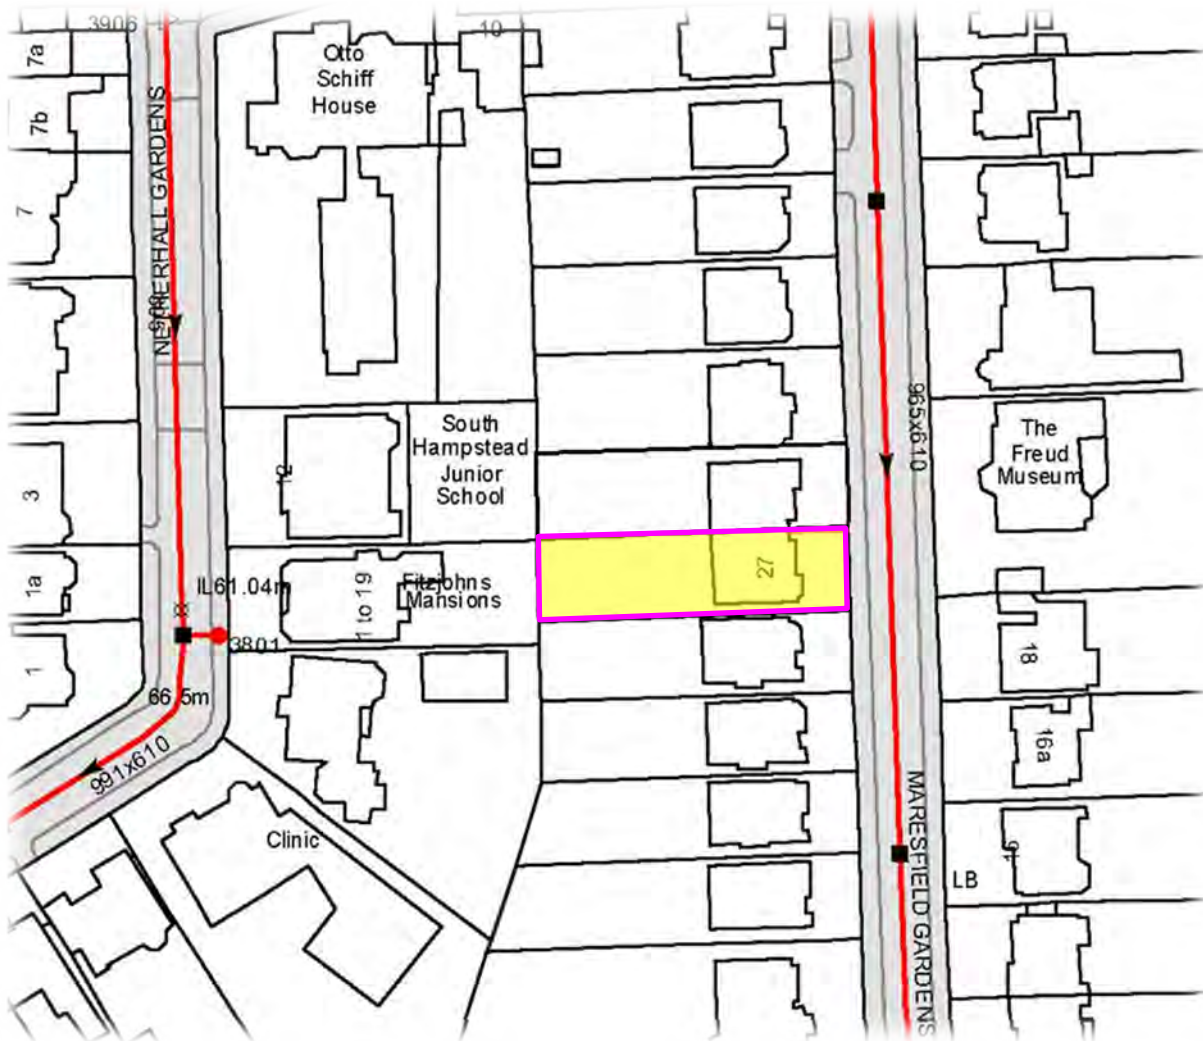 3906
10
7a
Otto
Schiff
House
7b
NETHERHALL GARDENS
7
965x610
12
South
Hampstead
Junior
School
The
Freud
Museum
3
27
1a
IL61.04m
1 to 19
Fitzjohns
Mansions
3801
1
18
66.5m
16a
991x610
MARESFIELD GARDENS
Clinic
LB